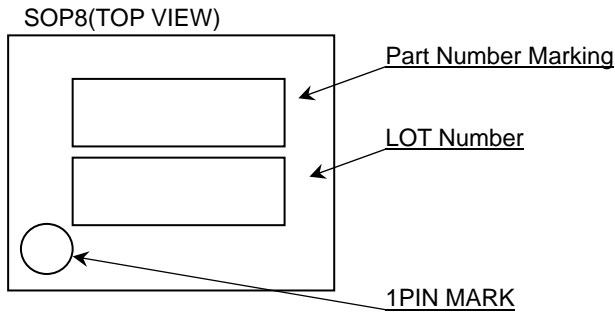 SOP8(TOP VIEW)
Part Number Marking
LOT Number
1PIN MARK